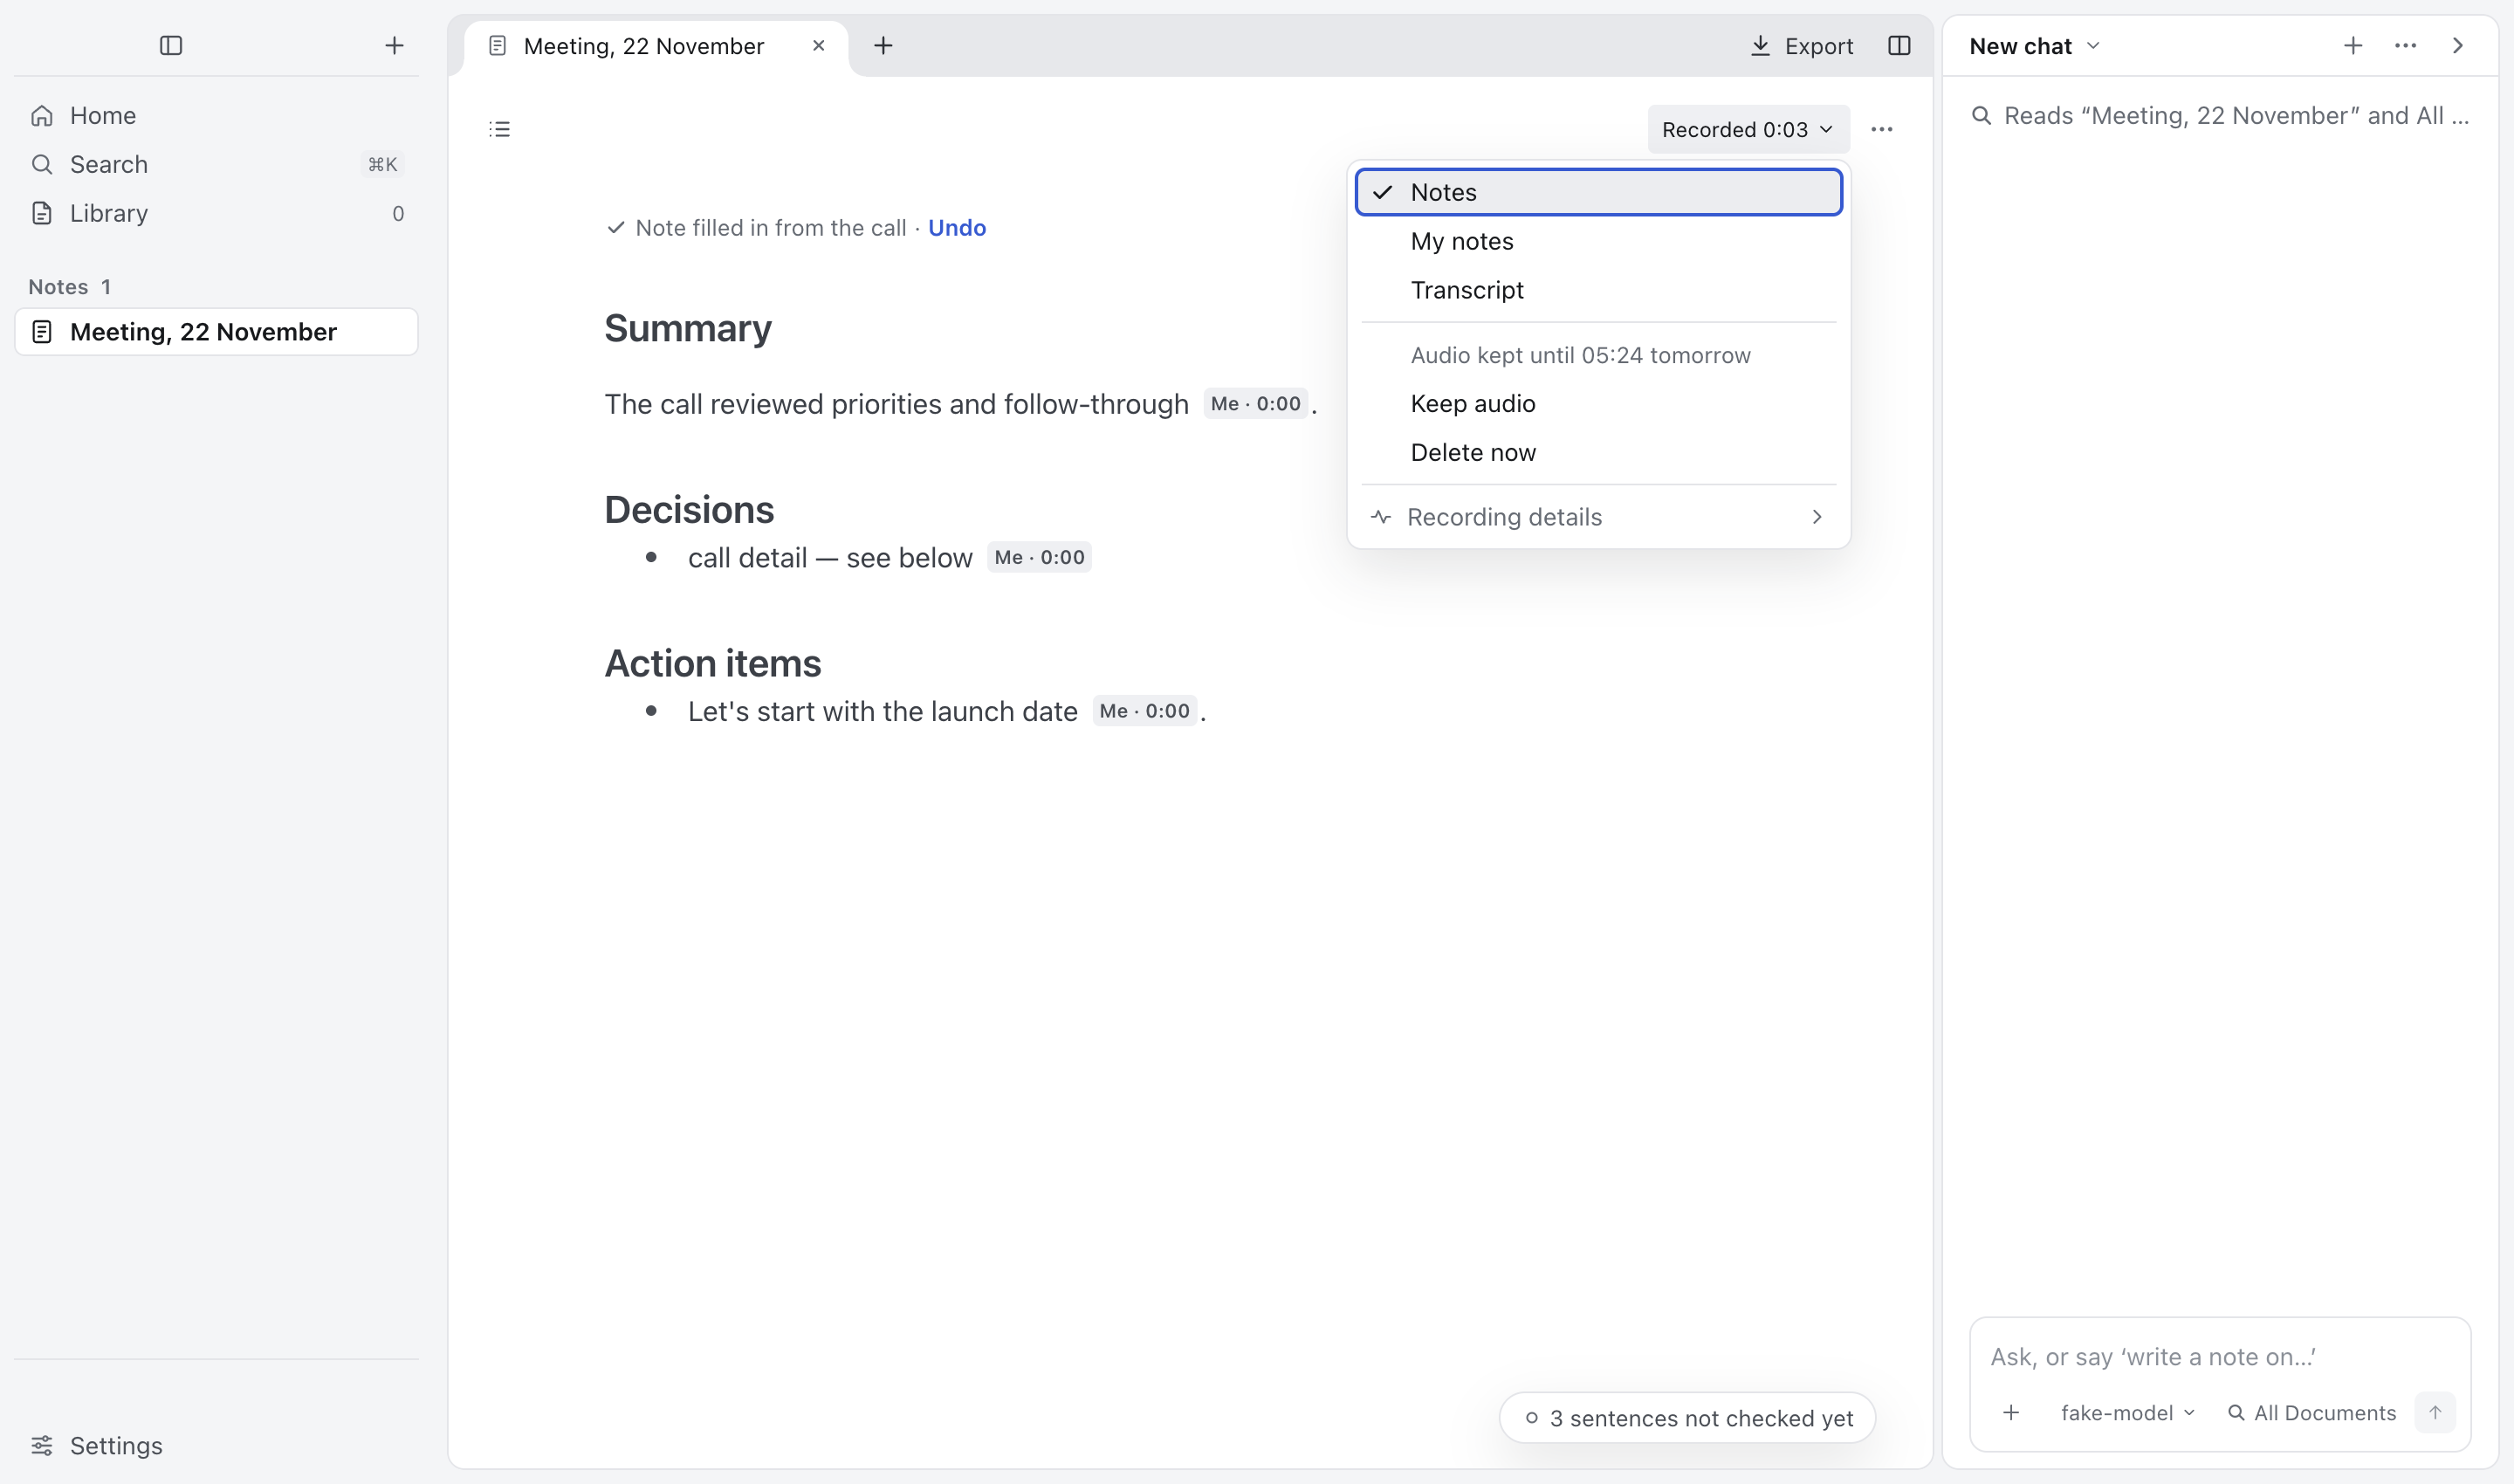 Home
Search ⌘K
Library 0
Notes 1
Meeting, 22 November
Settings
Meeting, 22 November
Export
Recorded 0:03
Notes
My notes
Transcript
Audio kept until 05:24 tomorrow
Keep audio
Delete now
Recording details
Note filled in from the call · Undo
Summary
The call reviewed priorities and follow-through Me · 0:00 .
Decisions
• call detail — see below Me · 0:00
Action items
• Let's start with the launch date Me · 0:00 .
3 sentences not checked yet
New chat
Reads “Meeting, 22 November” and All ...
Ask, or say ‘write a note on...’
fake-model
All Documents